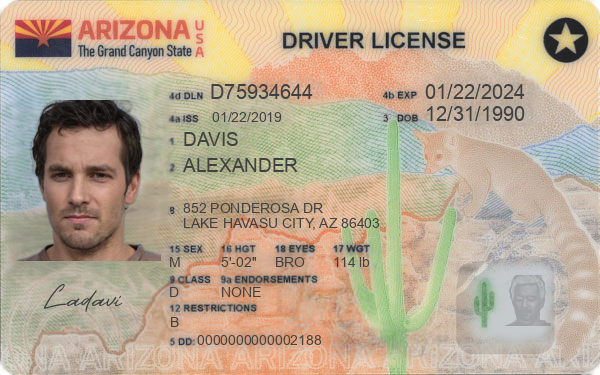 ARIZONA USA
The Grand Canyon State
DRIVER LICENSE
4d DLN D75934644 4b EXP 01/22/2024
4a ISS 01/22/2019 3 DOB 12/31/1990
1 DAVIS
2 ALEXANDER
8 852 PONDEROSA DR
LAKE HAVASU CITY, AZ 86403
15 SEX 16 HGT 18 EYES 17 WGT
M 5'-02" BRO 114 lb
9 CLASS 9a ENDORSEMENTS
D NONE
12 RESTRICTIONS
B
Ladavi
5 DD: 0000000000002188
ARIZONA ARIZONA ARIZONA ARIZONA